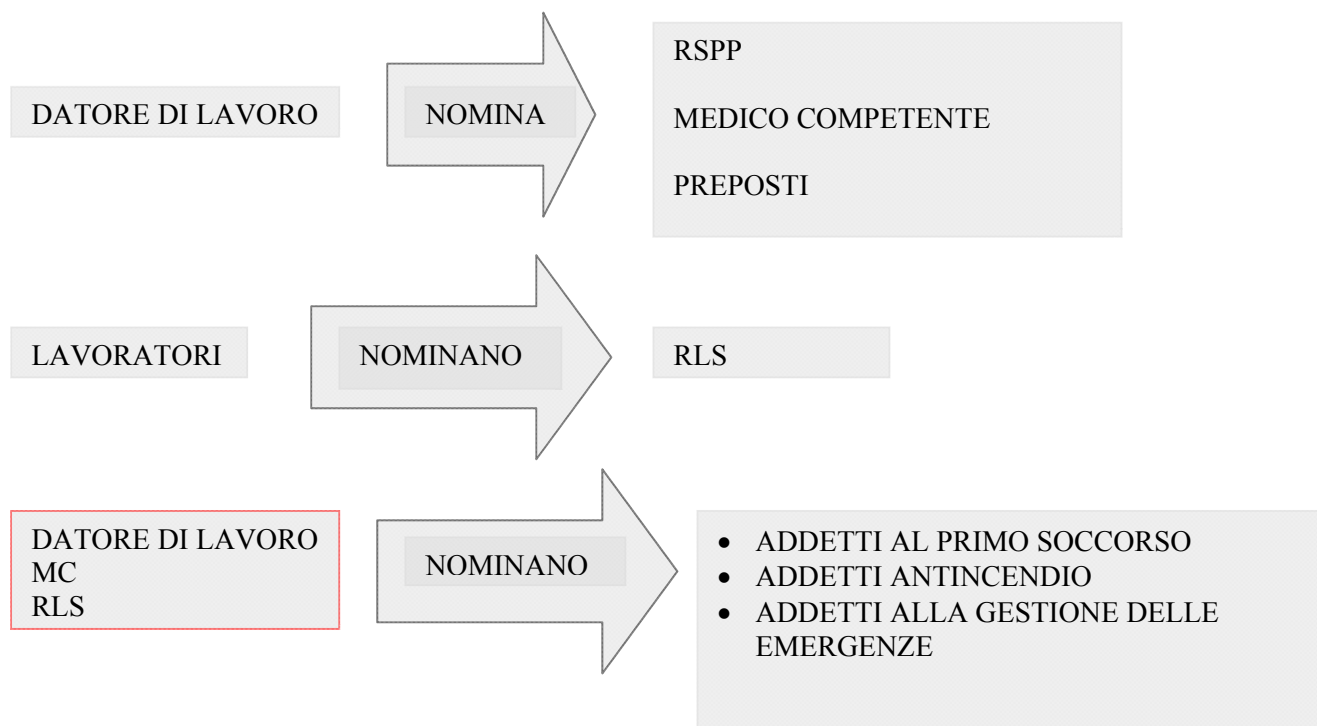 DATORE DI LAVORO
NOMINA
RSPP
MEDICO COMPETENTE
PREPOSTI
LAVORATORI
NOMINANO
RLS
DATORE DI LAVORO
MC
RLS
NOMINANO
• ADDETTI AL PRIMO SOCCORSO
• ADDETTI ANTINCENDIO
• ADDETTI ALLA GESTIONE DELLE
EMERGENZE